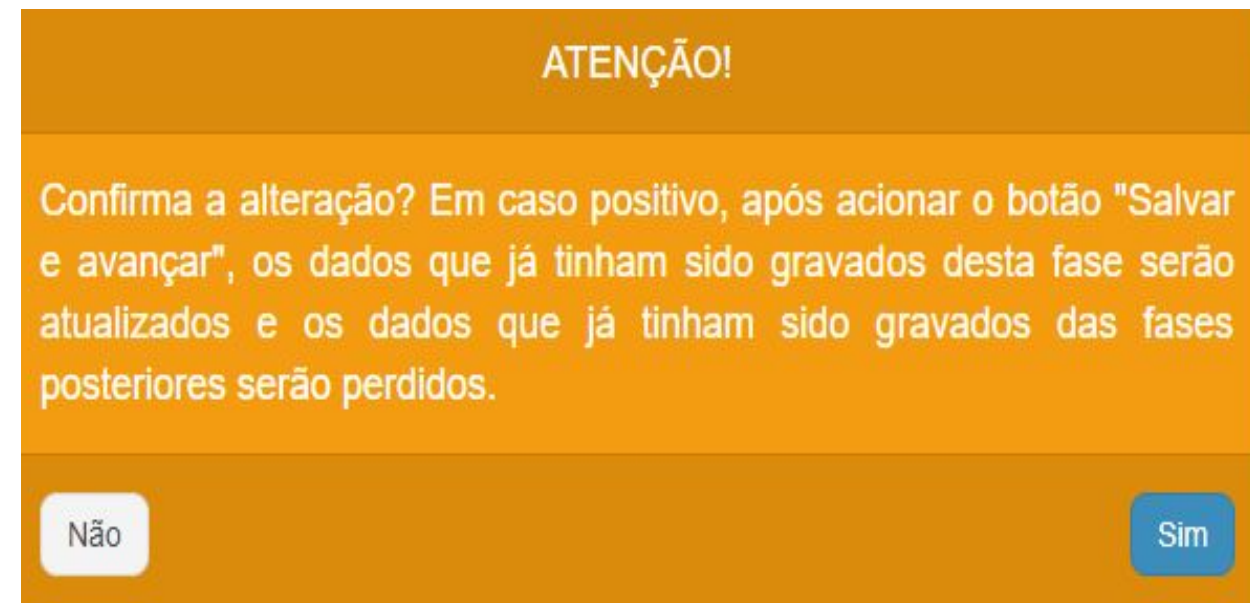 ATENÇÃO!
Confirma a alteração? Em caso positivo, após acionar o botão "Salvar
e avançar", os dados que já tinham sido gravados desta fase serão
atualizados e os dados que já tinham sido gravados das fases
posteriores serão perdidos.
Não
Sim